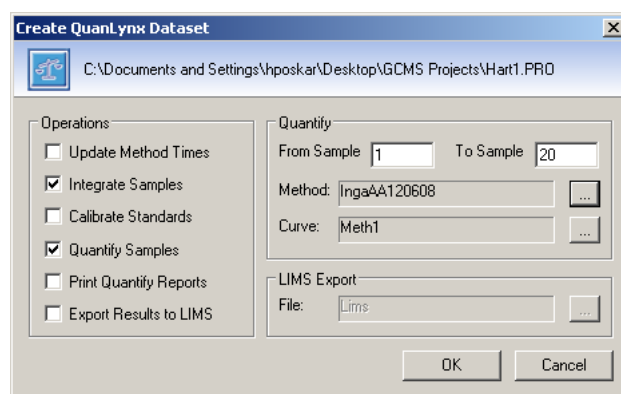 Create QuanLynx Dataset
C:\Documents and Settings\hposkar\Desktop\GCMS Projects\Hart1.PRO
Operations
Update Method Times
Integrate Samples
Calibrate Standards
Quantify Samples
Print Quantify Reports
Export Results to LIMS
Quantify
From Sample 1 To Sample 20
Method: IngaAA120608 ...
Curve: Meth1 ...
LIMS Export
File: Lims ...
OK Cancel